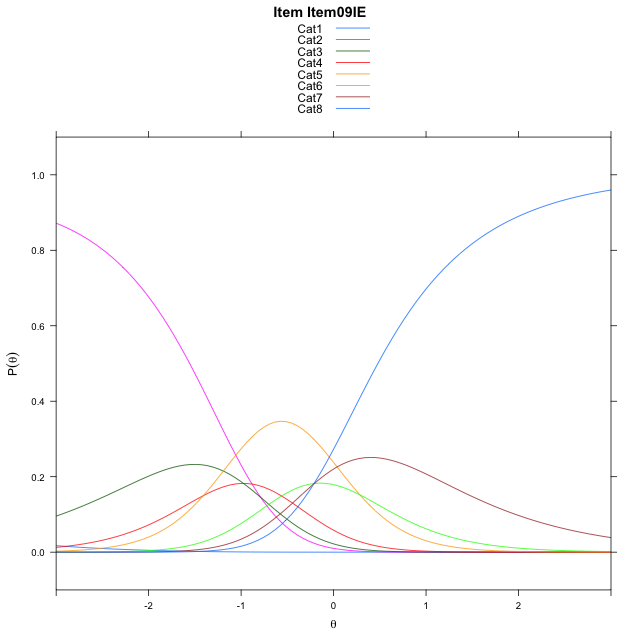 Item Item09IE
Cat1
Cat2
Cat3
Cat4
Cat5
Cat6
Cat7
Cat8
1.0
0.8
0.6
0.4
0.2
0.0
P(θ)
-2 -1 0 1 2
θ